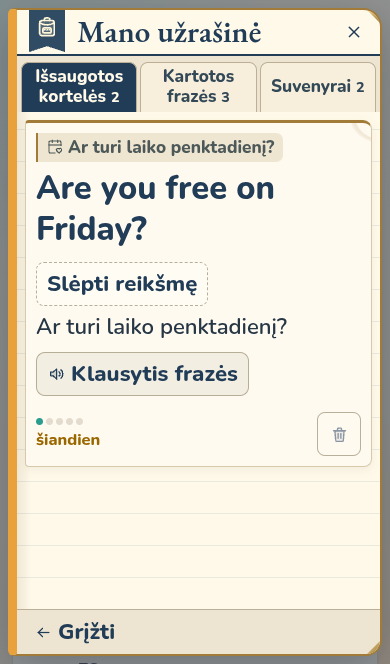 Mano užrašinė
Išsaugotos
kortelės 2
Kartotos
frazės 3
Suvenyrai 2
Ar turi laiko penktadienį?
Are you free on
Friday?
Slėpti reikšmę
Ar turi laiko penktadienį?
Klausytis frazės
šiandien
Grįžti